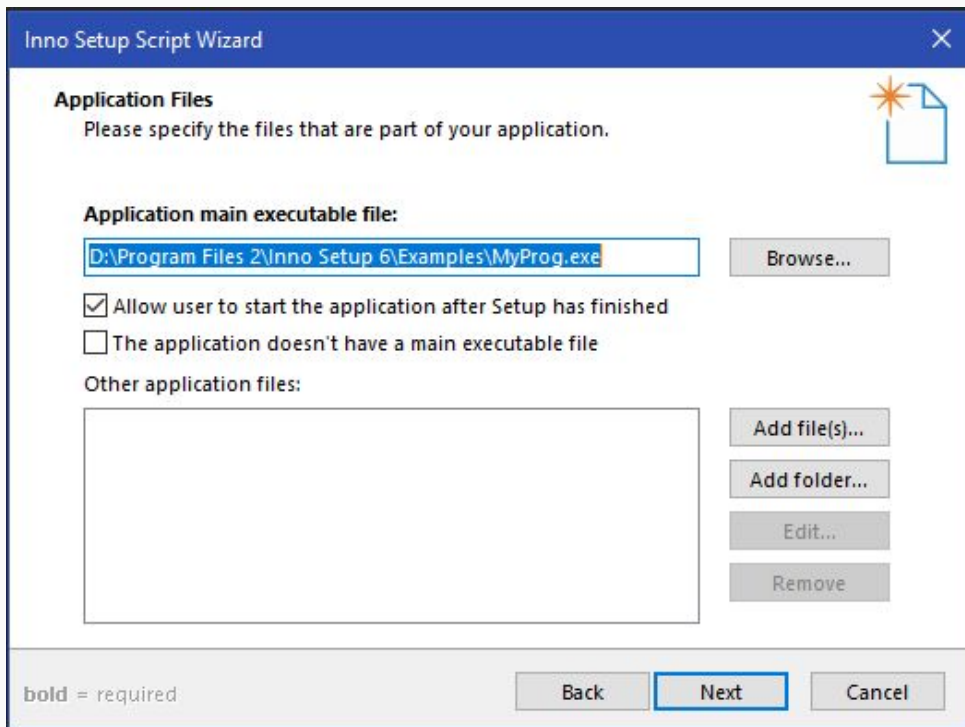 Inno Setup Script Wizard
Application Files
Please specify the files that are part of your application.
Application main executable file:
D:\Program Files 2\Inno Setup 6\Examples\MyProg.exe
Browse...
Allow user to start the application after Setup has finished
The application doesn't have a main executable file
Other application files:
Add file(s)...
Add folder...
Edit...
Remove
bold = required
Back
Next
Cancel